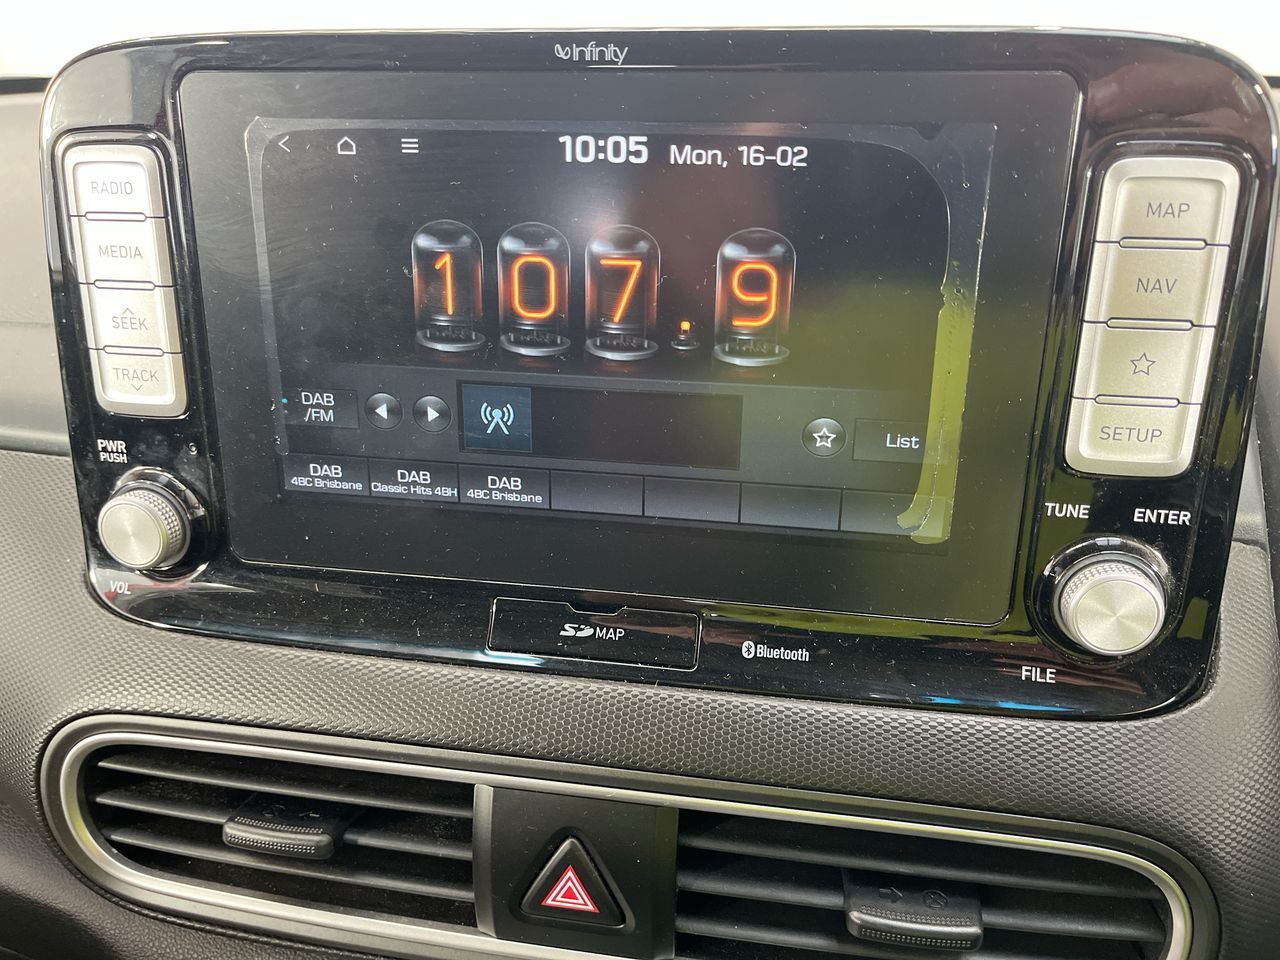 Infinity
10:05 Mon, 16-02
RADIO
MEDIA
SEEK
TRACK
107.9
MAP
NAV
SETUP
DAB
/FM
List
DAB
4BC Brisbane
DAB
Classic Hits 4BH
DAB
4BC Brisbane
PWR
PUSH
VOL
TUNE
ENTER
FILE
SD MAP
Bluetooth